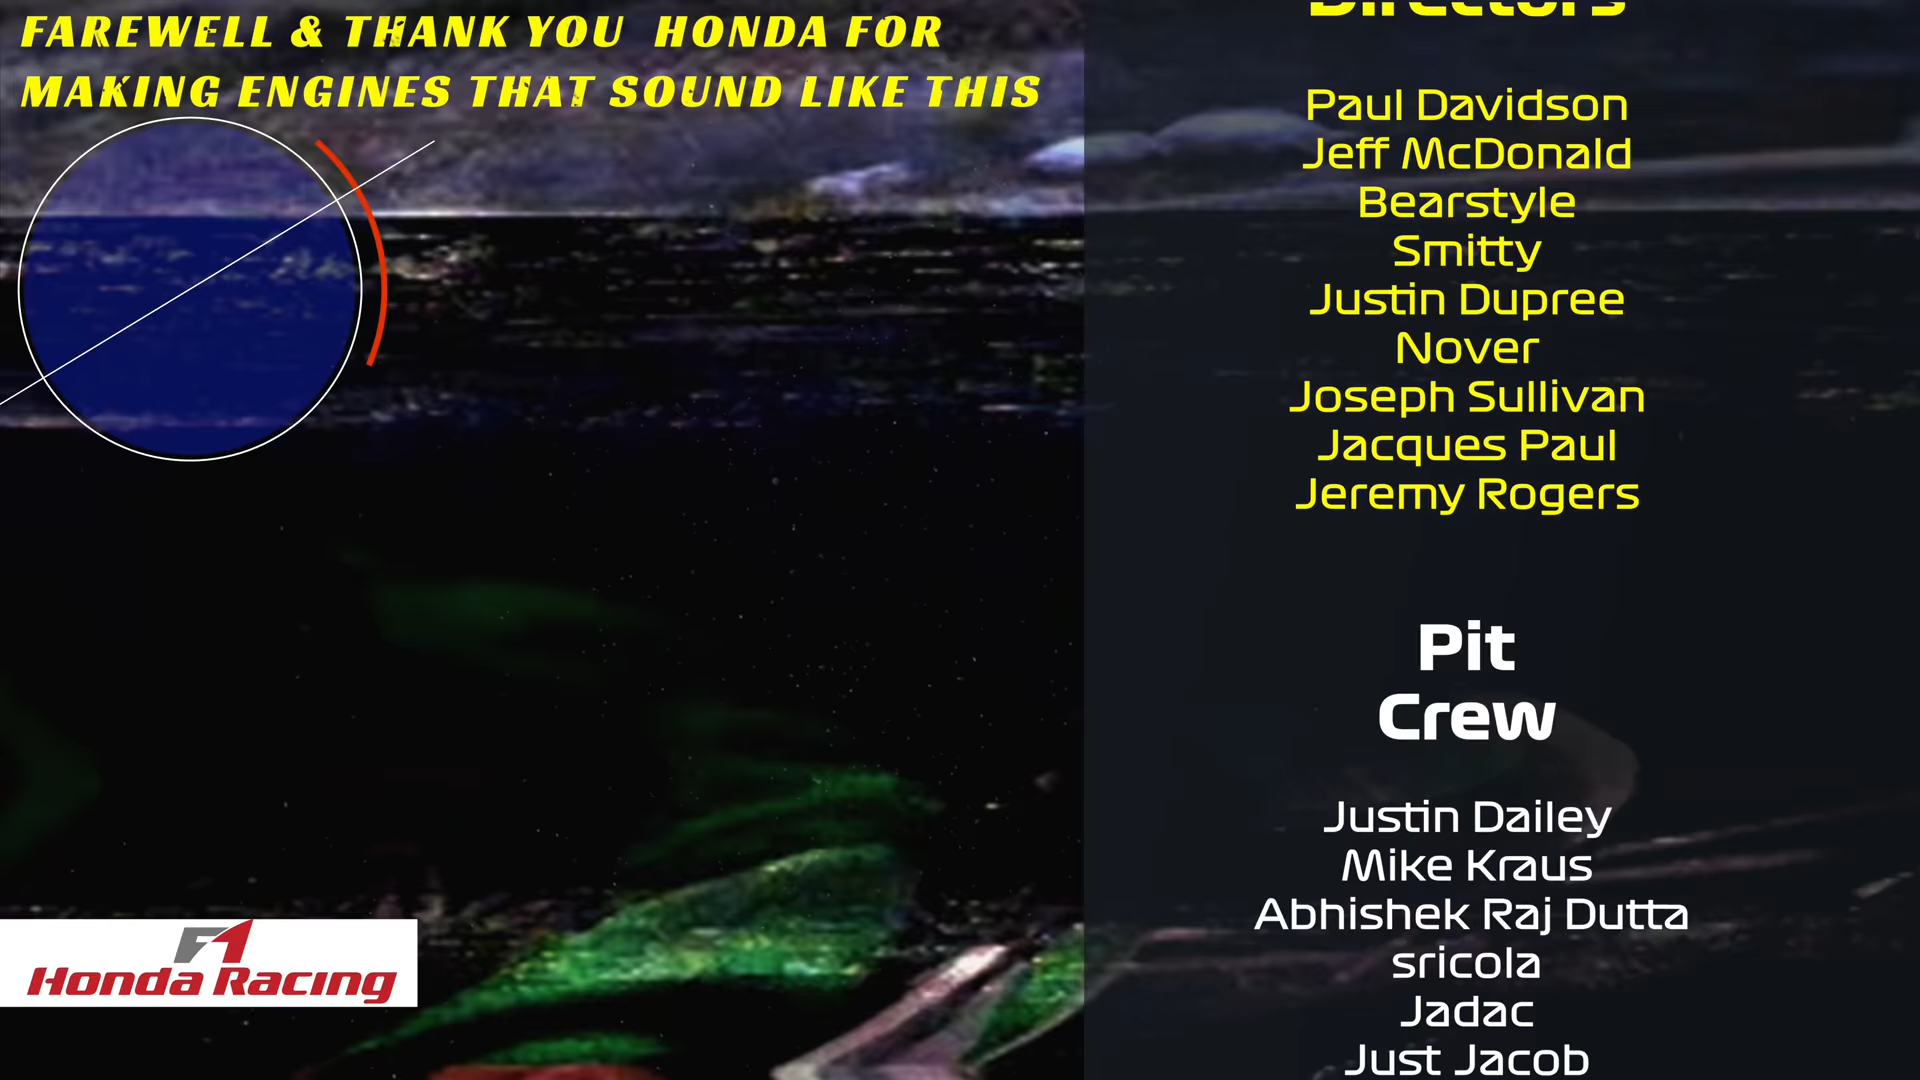 FAREWELL & THANK YOU HONDA FOR
MAKING ENGINES THAT SOUND LIKE THIS
F1
Honda Racing
Directors
Paul Davidson
Jeff McDonald
Bearstyle
Smitty
Justin Dupree
Nover
Joseph Sullivan
Jacques Paul
Jeremy Rogers
Pit
Crew
Justin Dailey
Mike Kraus
Abhishek Raj Dutta
sricola
Jadac
Just Jacob